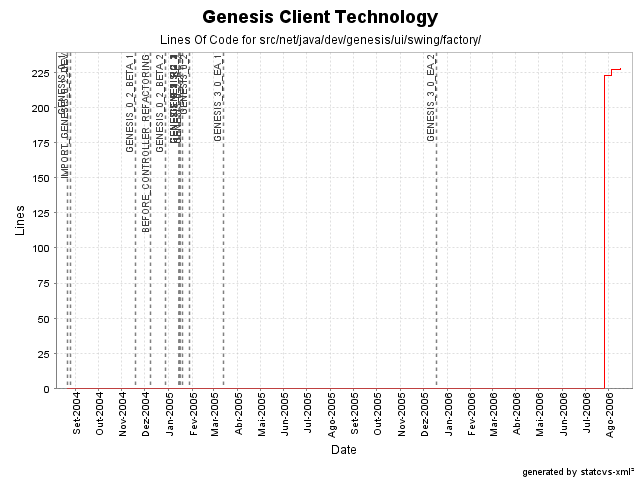 Genesis Client Technology
Lines Of Code for src/net/java/dev/genesis/ui/swing/factory/
GENESIS_0_2_BETA_1
BEFORE_CONTROLLER_REFACTORING
GENESIS_0_2_BETA_2
GENESIS_3_0_EA_1
GENESIS_3_0_EA_2
Lines
225
200
175
150
125
100
75
50
25
0
Set-2004
Out-2004
Nov-2004
Dez-2004
Jan-2005
Fev-2005
Mar-2005
Abr-2005
Mai-2005
Jun-2005
Jul-2005
Ago-2005
Set-2005
Out-2005
Nov-2005
Dez-2005
Jan-2006
Fev-2006
Mar-2006
Abr-2006
Mai-2006
Jun-2006
Jul-2006
Ago-2006
Date
generated by statcvs-xml²